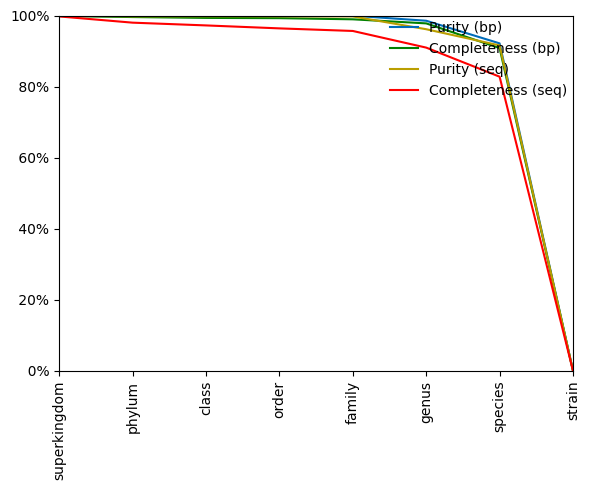 100%
80%
60%
40%
20%
0%
Purity (bp)
Completeness (bp)
Purity (seq)
Completeness (seq)
superkingdom
phylum
class
order
family
genus
species
strain